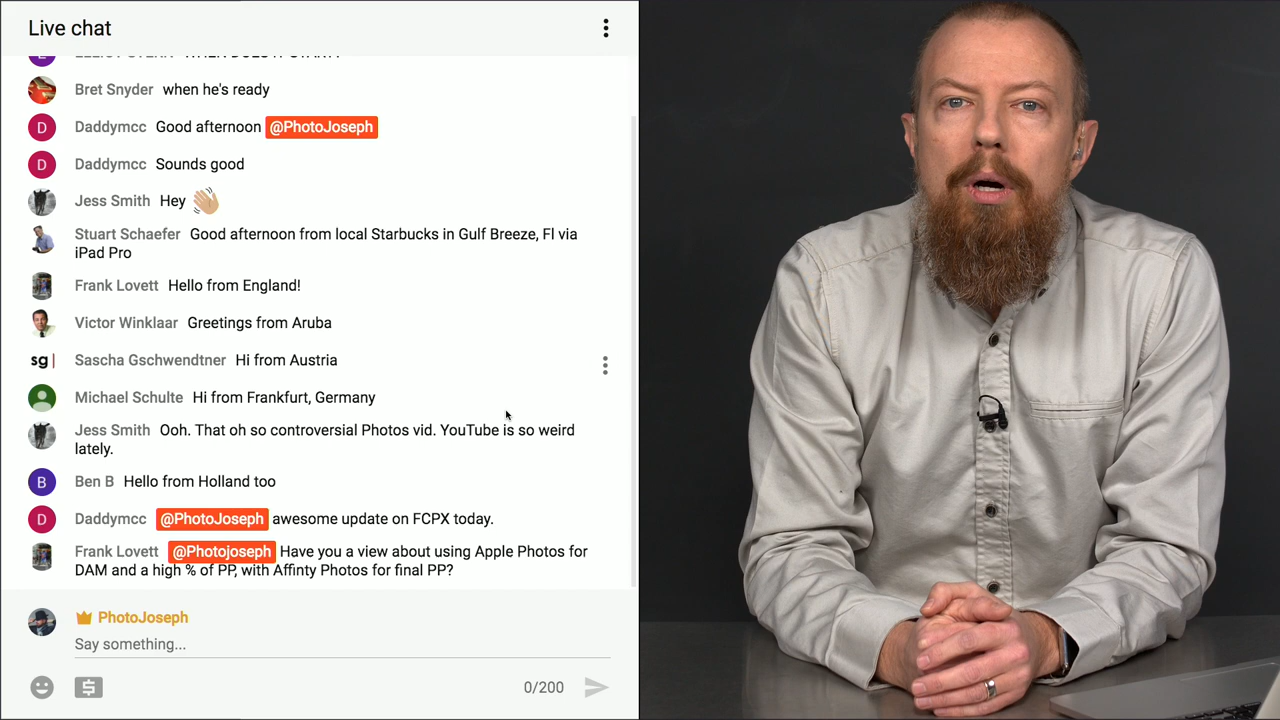 Live chat
Bret Snyder when he's ready
D Daddymcc Good afternoon @PhotoJoseph
D Daddymcc Sounds good
Jess Smith Hey 👋🏼
Stuart Schaefer Good afternoon from local Starbucks in Gulf Breeze, Fl via
iPad Pro
Frank Lovett Hello from England!
Victor Winklaar Greetings from Aruba
sg| Sascha Gschwendtner Hi from Austria
Michael Schulte Hi from Frankfurt, Germany
Jess Smith Ooh. That oh so controversial Photos vid. YouTube is so weird
lately.
B Ben B Hello from Holland too
D Daddymcc @PhotoJoseph awesome update on FCPX today.
Frank Lovett @Photojoseph Have you a view about using Apple Photos for
DAM and a high % of PP, with Affinty Photos for final PP?
PhotoJoseph
Say something...
$ 0/200